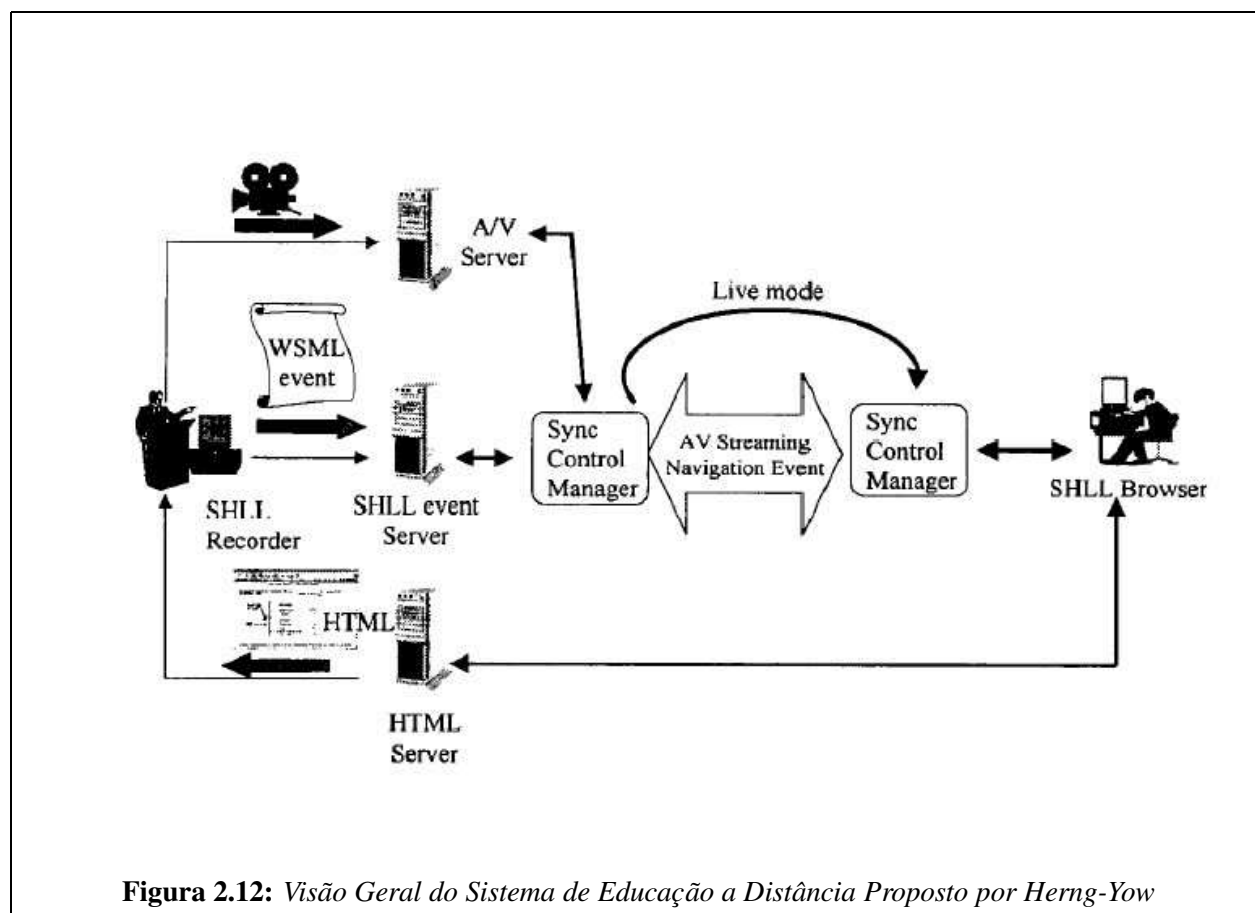 A/V
Server
Live mode
WSML
event
Sync
Control
Manager
AV Streaming
Navigation Event
Sync
Control
Manager
SHLL
Recorder
SHLL event
Server
SHLL Browser
HTML
HTML
Server
Figura 2.12: Visão Geral do Sistema de Educação a Distância Proposto por Herng-Yow